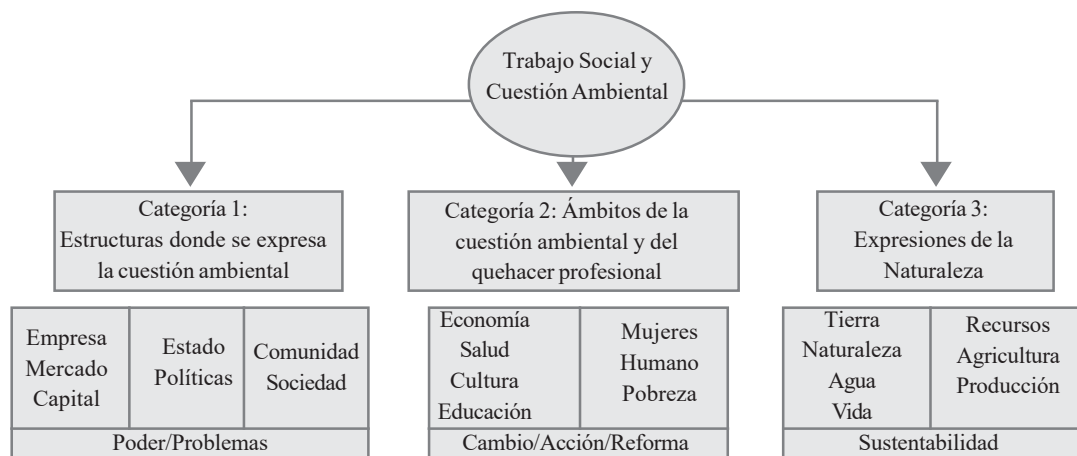 Trabajo Social y
Cuestión Ambiental
Categoría 1:
Estructuras donde se expresa
la cuestión ambiental
Categoría 2: Ámbitos de la
cuestión ambiental y del
quehacer profesional
Categoría 3:
Expresiones de la
Naturaleza
Empresa
Mercado
Capital
Estado
Políticas
Comunidad
Sociedad
Poder/Problemas
Economía
Salud
Cultura
Educación
Mujeres
Humano
Pobreza
Cambio/Acción/Reforma
Tierra
Naturaleza
Agua
Vida
Recursos
Agricultura
Producción
Sustentabilidad